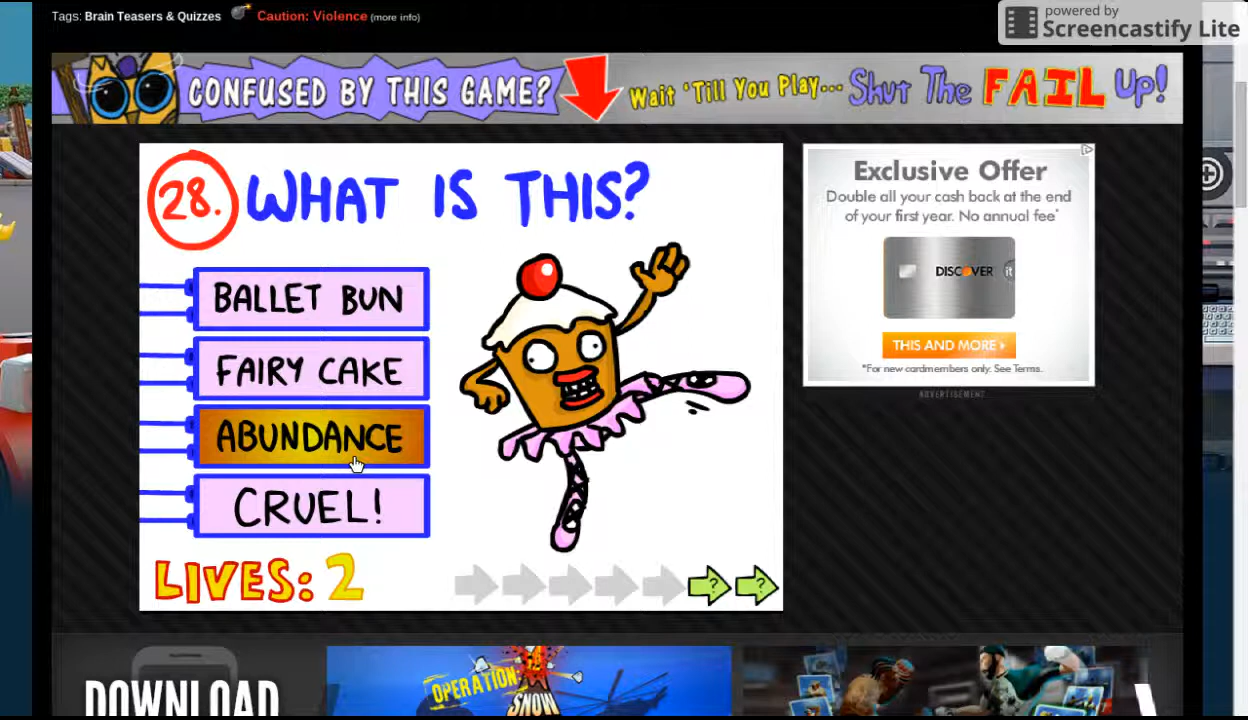 Tags: Brain Teasers & Quizzes Caution: Violence (more info)
powered by
Screencastify Lite
CONFUSED BY THIS GAME? Wait 'Till You Play... Shut The FAIL Up!
28. WHAT IS THIS?
BALLET BUN
FAIRY CAKE
ABUNDANCE
CRUEL!
LIVES: 2
? ?
Exclusive Offer
Double all your cash back at the end
of your first year. No annual fee*
DISCOVER it
THIS AND MORE
*For new cardmembers only. See Terms.
ADVERTISEMENT
DOWNLOAD
OPERATION
SNOW